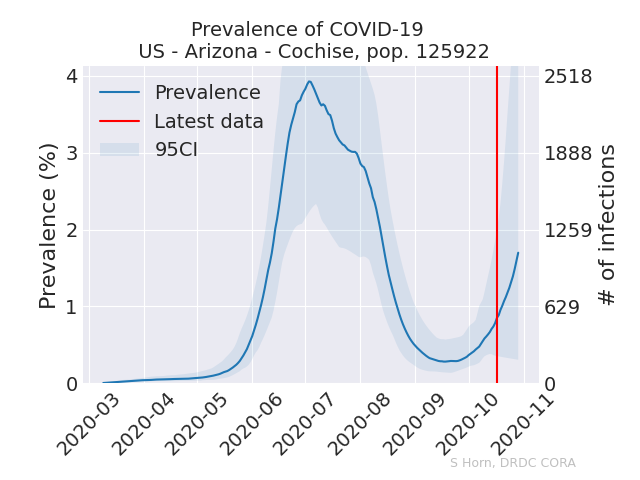 Prevalence of COVID-19
US - Arizona - Cochise, pop. 125922
Prevalence
Latest data
95CI
Prevalence (%)
4
3
2
1
0
2518
1888
1259
629
0
# of infections
2020-03
2020-04
2020-05
2020-06
2020-07
2020-08
2020-09
2020-10
2020-11
S Horn, DRDC CORA